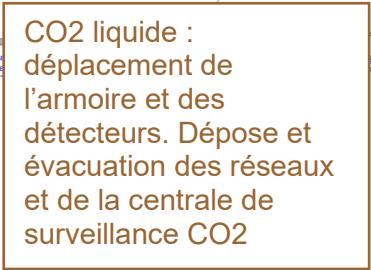 CO2 liquide :
déplacement de
l’armoire et des
détecteurs. Dépose et
évacuation des réseaux
et de la centrale de
surveillance CO2